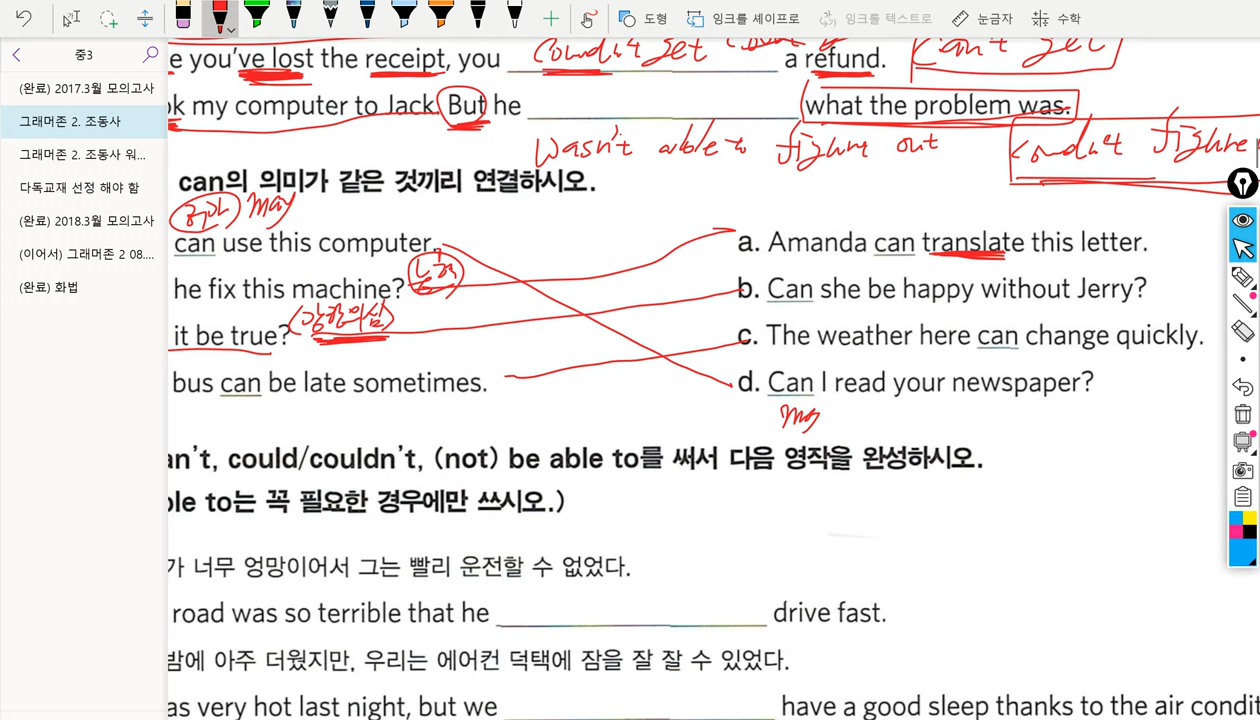 도형 잉크를 셰이프로 잉크를 텍스트로 눈금자 수학
중3
(완료) 2017.3월 모의고사
그래머존 2. 조동사
그래머존 2. 조동사 워...
다독교재 선정 해야 함
(완료) 2018.3월 모의고사
(이어서) 그래머존 2 08....
(완료) 화법
couldn't get can't get
e you've lost the receipt, you a refund.
ok my computer to Jack. But he what the problem was.
wasn't able to figure out couldn't figure
can의 의미가 같은 것끼리 연결하시오.
허가 may
can use this computer. a. Amanda can translate this letter.
he fix this machine? 능력 b. Can she be happy without Jerry?
(강한의심)
it be true? c. The weather here can change quickly.
bus can be late sometimes. d. Can I read your newspaper?
may
an't, could/couldn't, (not) be able to를 써서 다음 영작을 완성하시오.
ble to는 꼭 필요한 경우에만 쓰시오.)
가 너무 엉망이어서 그는 빨리 운전할 수 없었다.
road was so terrible that he drive fast.
밤에 아주 더웠지만, 우리는 에어컨 덕택에 잠을 잘 잘 수 있었다.
as very hot last night, but we have a good sleep thanks to the air condit